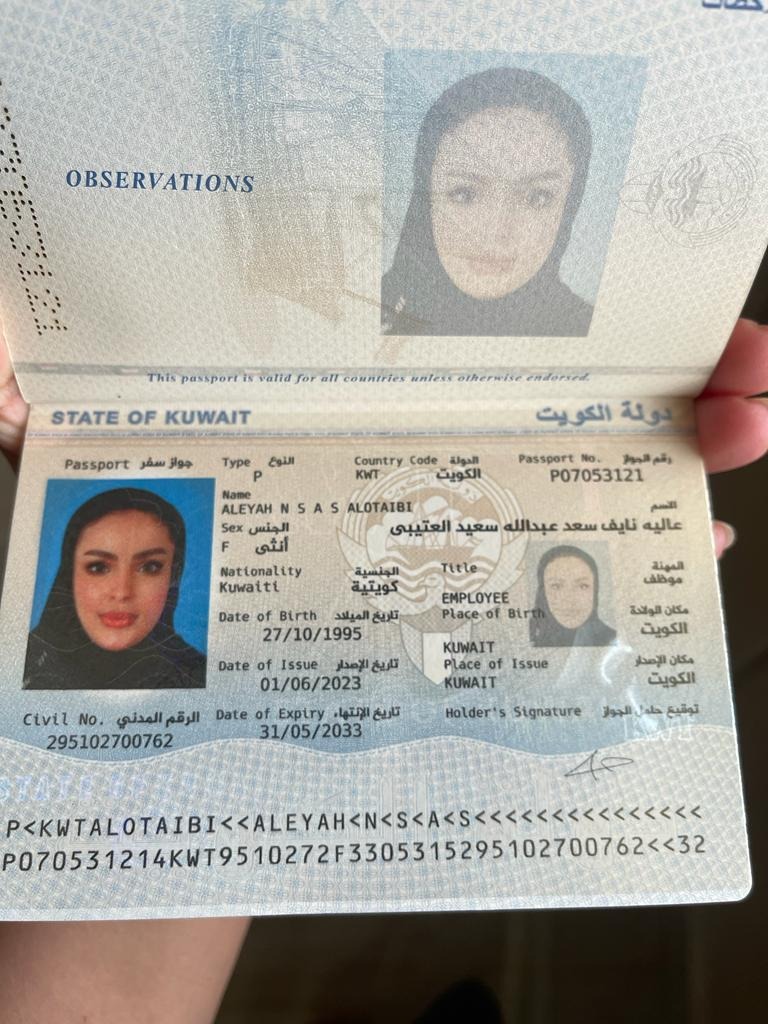 OBSERVATIONS
This passport is valid for all countries unless otherwise endorsed.
STATE OF KUWAIT دولة الكويت
Passport جواز سفر Type النوع Country Code الدولة Passport No. رقم الجواز
P KWT الكويت P07053121
Name الاسم
ALEYAH N S A S ALOTAIBI
عاليه نايف سعد عبدالله سعيد العتيبى
Sex الجنس
F أنثى
Nationality الجنسية Title المهنة
Kuwaiti كويتية موظف
EMPLOYEE
Date of Birth تاريخ الميلاد Place of Birth مكان الولادة
27/10/1995 الكويت
KUWAIT
Date of Issue تاريخ الإصدار Place of Issue مكان الإصدار
01/06/2023 KUWAIT الكويت
Civil No. الرقم المدني Date of Expiry تاريخ الإنتهاء Holder's Signature توقيع حامل الجواز
295102700762 31/05/2033
P<KWTALOTAIBI<<ALEYAH<N<S<A<S<<<<<<<<<<<<<<<
P070531214KWT9510272F3305315295102700762<<32